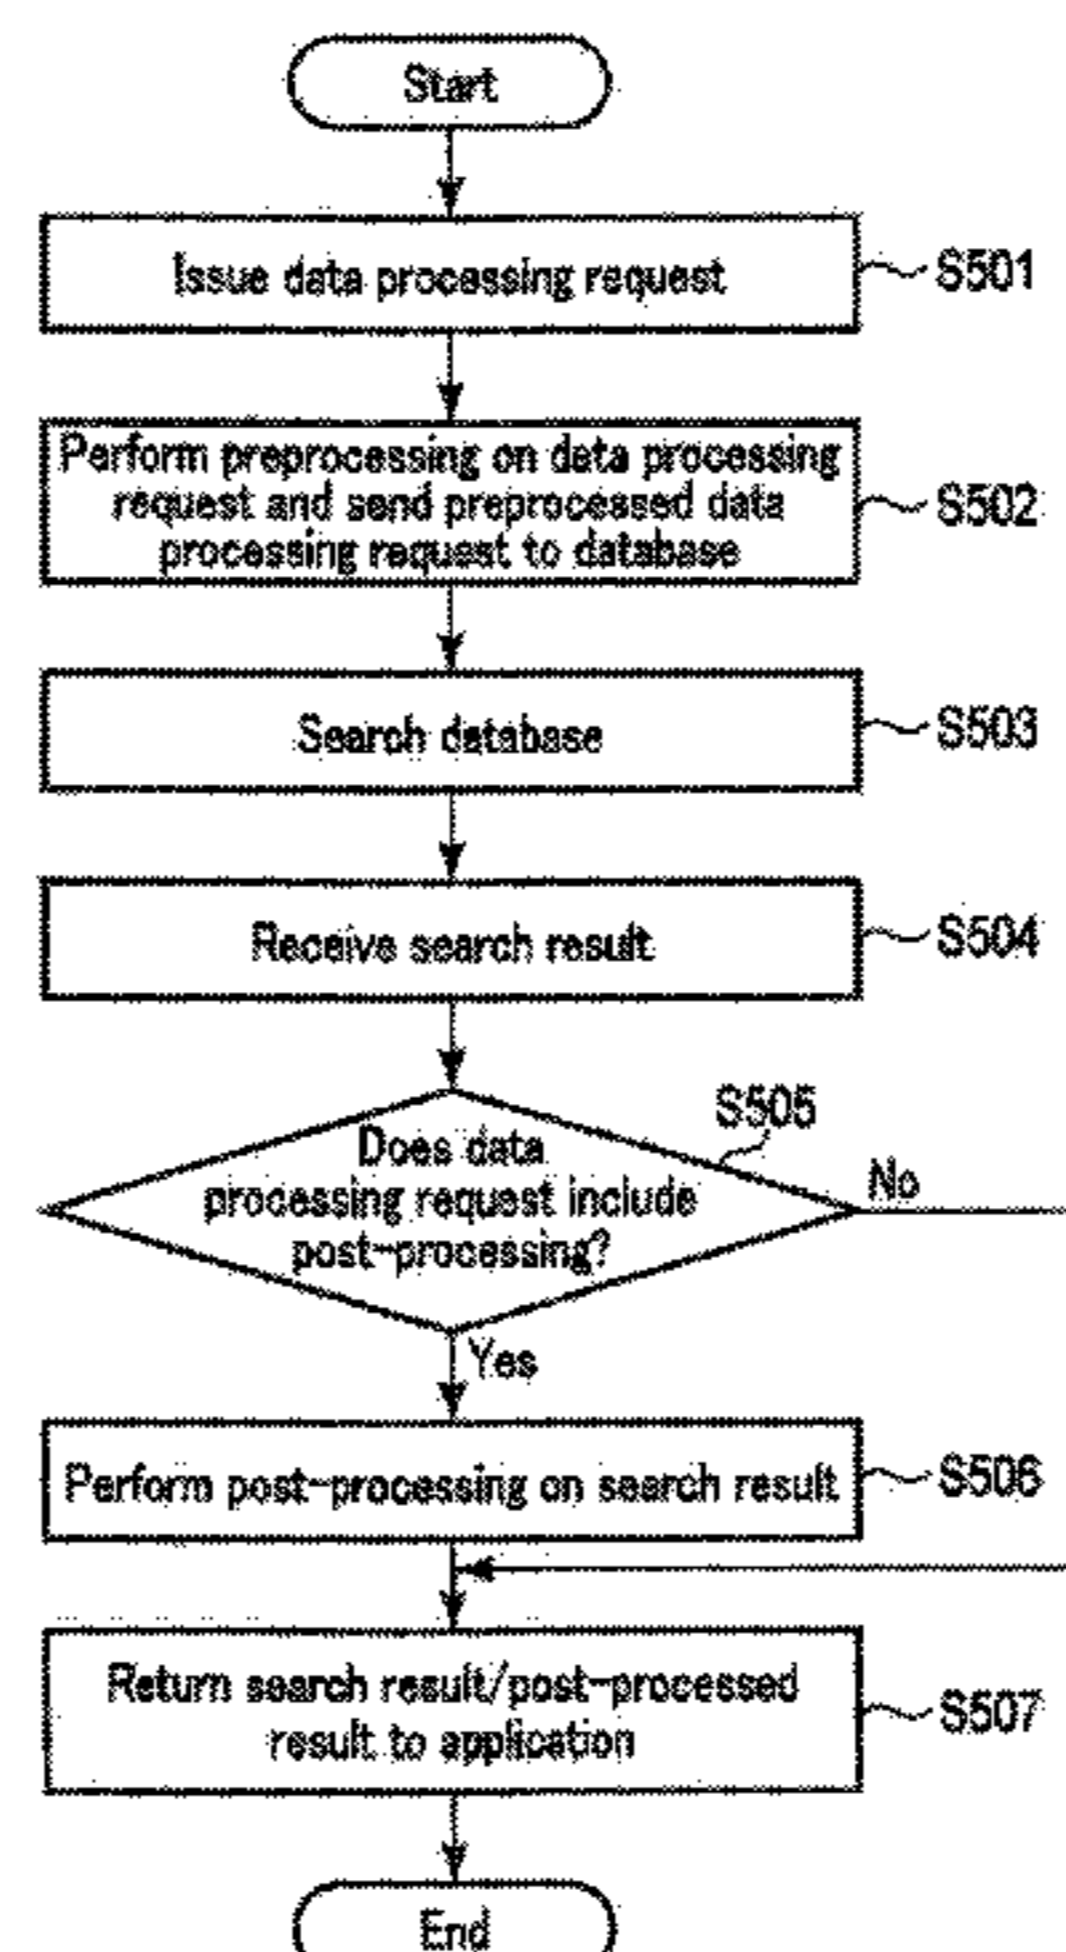 Start
Issue data processing request
S501
Perform preprocessing on data processing
request and send preprocessed data
processing request to database
S502
Search database
S503
Receive search result
S504
S505
Does data
processing request include
post-processing?
No
Yes
Perform post-processing on search result
S506
Return search result/post-processed
result to application
S507
End